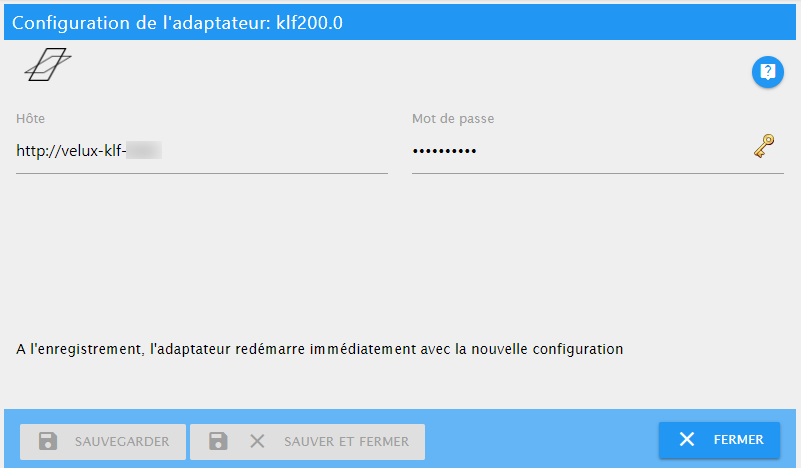 Configuration de l'adaptateur: klf200.0
Hôte
Mot de passe
http://velux-klf-
••••••••••
A l'enregistrement, l'adaptateur redémarre immédiatement avec la nouvelle configuration
SAUVEGARDER
SAUVER ET FERMER
FERMER